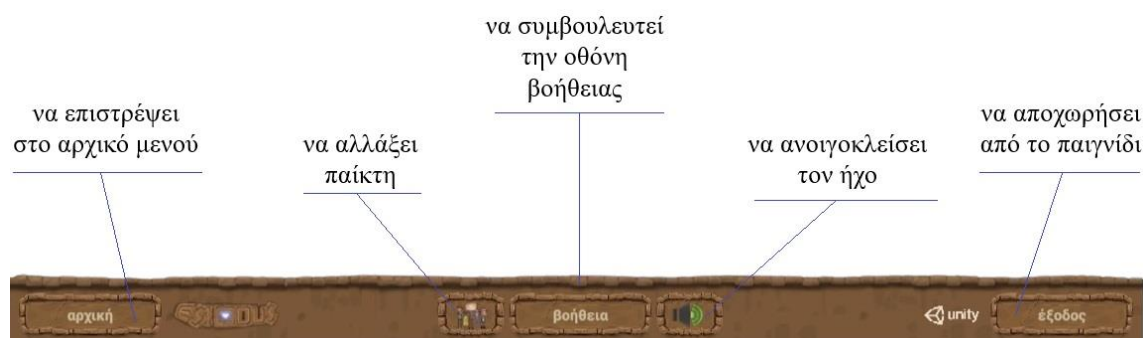 να συμβουλευτεί
την οθόνη
βοήθειας
να επιστρέψει
στο αρχικό μενού
να αλλάξει
παίκτη
να ανοιγοκλείσει
τον ήχο
να αποχωρήσει
από το παιγνίδι
αρχική
βοήθεια
unity
έξοδος